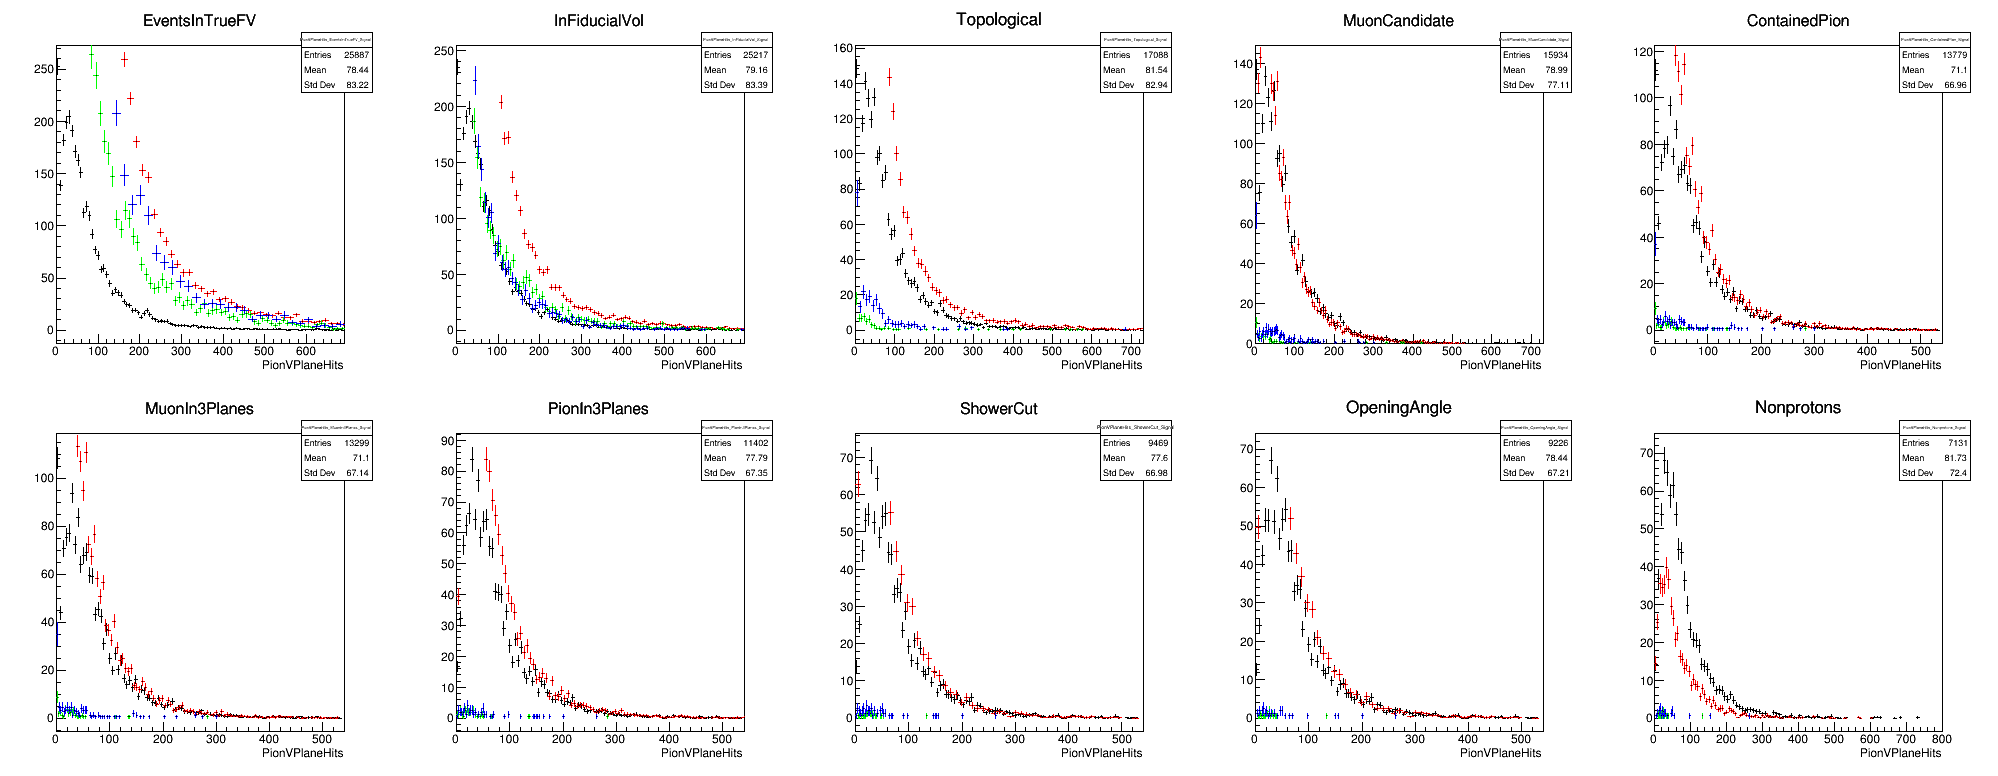 EventsInTrueFV
PionVPlaneHits_EventsInTrueFV_Signal
Entries 25887
Mean 78.44
Std Dev 83.22
250
200
150
100
50
0
0 100 200 300 400 500 600
PionVPlaneHits
InFiducialVol
PionVPlaneHits_InFiducialVol_Signal
Entries 25217
Mean 79.16
Std Dev 83.39
250
200
150
100
50
0
0 100 200 300 400 500 600
PionVPlaneHits
Topological
PionVPlaneHits_Topological_Signal
Entries 17088
Mean 81.54
Std Dev 82.94
160
140
120
100
80
60
40
20
0
0 100 200 300 400 500 600 700
PionVPlaneHits
MuonCandidate
PionVPlaneHits_MuonCandidate_Signal
Entries 15934
Mean 78.99
Std Dev 77.11
140
120
100
80
60
40
20
0
0 100 200 300 400 500 600 700
PionVPlaneHits
ContainedPion
PionVPlaneHits_ContainedPion_Signal
Entries 13779
Mean 71.1
Std Dev 66.96
120
100
80
60
40
20
0
0 100 200 300 400 500
PionVPlaneHits
MuonIn3Planes
PionVPlaneHits_MuonIn3Planes_Signal
Entries 13299
Mean 71.1
Std Dev 67.14
100
80
60
40
20
0
0 100 200 300 400 500
PionVPlaneHits
PionIn3Planes
PionVPlaneHits_PionIn3Planes_Signal
Entries 11402
Mean 77.79
Std Dev 67.35
90
80
70
60
50
40
30
20
10
0
0 100 200 300 400 500
PionVPlaneHits
ShowerCut
PionVPlaneHits_ShowerCut_Signal
Entries 9469
Mean 77.6
Std Dev 66.98
70
60
50
40
30
20
10
0
0 100 200 300 400 500
PionVPlaneHits
OpeningAngle
PionVPlaneHits_OpeningAngle_Signal
Entries 9226
Mean 78.44
Std Dev 67.21
70
60
50
40
30
20
10
0
0 100 200 300 400 500
PionVPlaneHits
Nonprotons
PionVPlaneHits_Nonprotons_Signal
Entries 7131
Mean 81.73
Std Dev 72.4
70
60
50
40
30
20
10
0
0 100 200 300 400 500 600 700 800
PionVPlaneHits